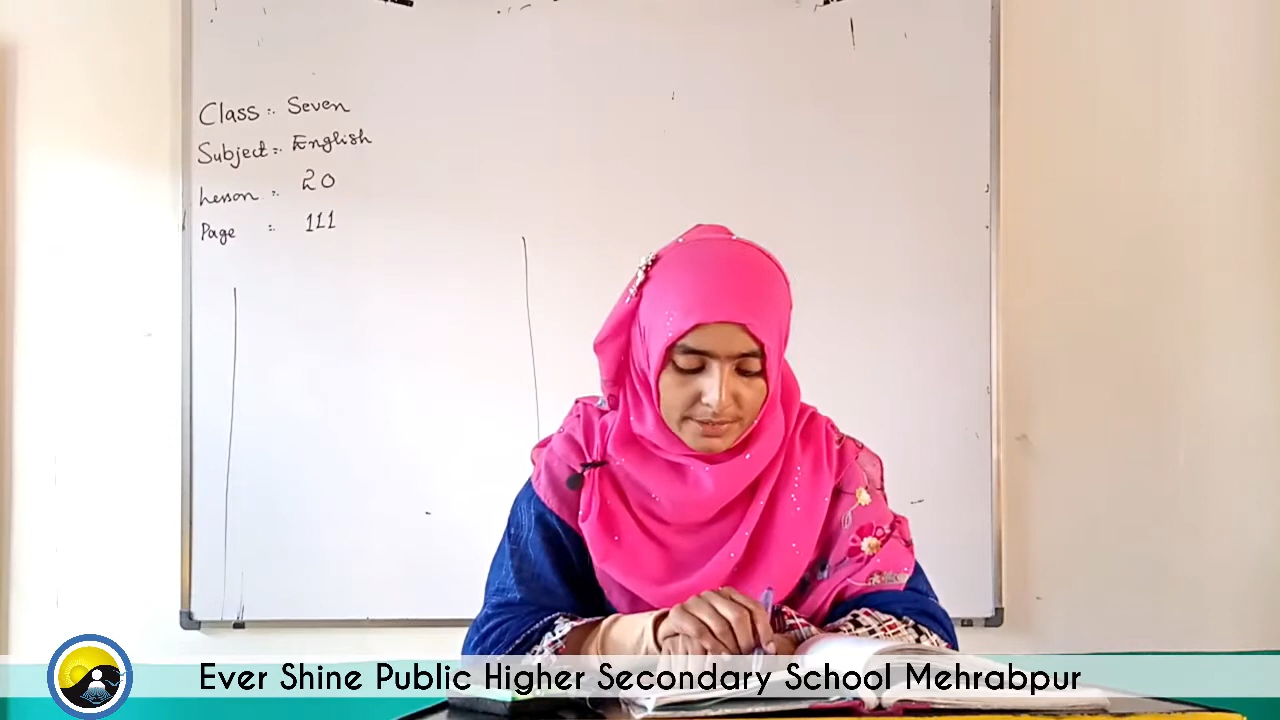 Class :- Seven
Subject :- English
Lesson :- 20
Page :- 111
Ever Shine Public Higher Secondary School Mehrabpur